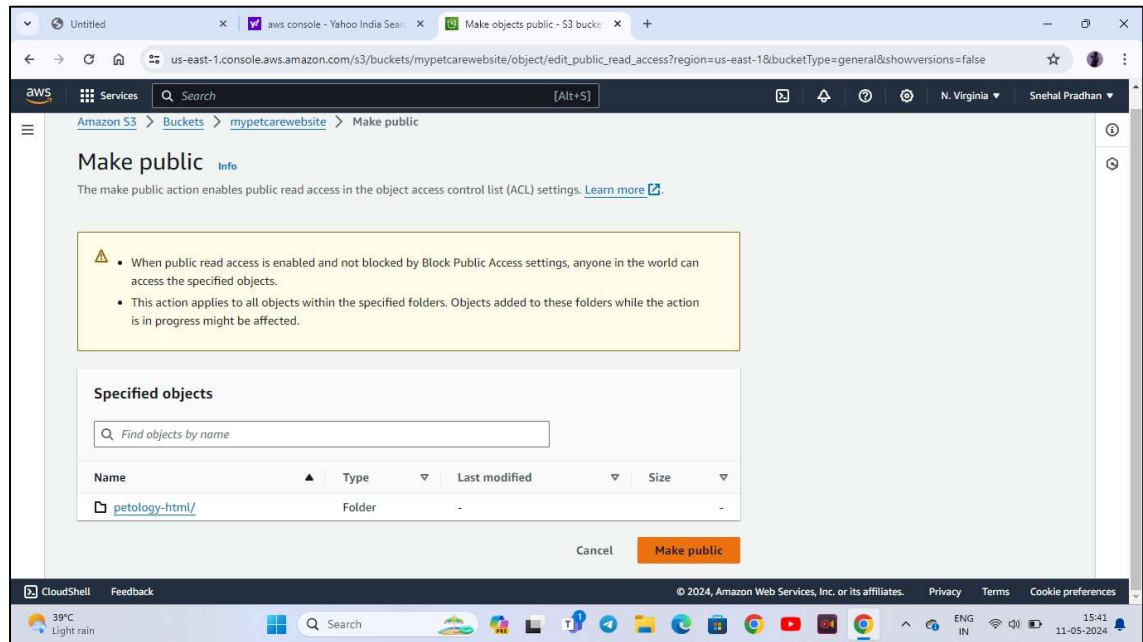 Untitled
aws console - Yahoo India Sear
Make objects public - S3 bucke
us-east-1.console.aws.amazon.com/s3/buckets/mypetcarewebsite/object/edit_public_read_access?region=us-east-1&bucketType=general&showversions=false
aws Services Search [Alt+S] N. Virginia Snehal Pradhan
Amazon S3 > Buckets > mypetcarewebsite > Make public
Make public Info
The make public action enables public read access in the object access control list (ACL) settings. Learn more
• When public read access is enabled and not blocked by Block Public Access settings, anyone in the world can
access the specified objects.
• This action applies to all objects within the specified folders. Objects added to these folders while the action
is in progress might be affected.
Specified objects
Find objects by name
Name Type Last modified Size
petology-html/ Folder - -
Cancel Make public
CloudShell Feedback © 2024, Amazon Web Services, Inc. or its affiliates. Privacy Terms Cookie preferences
39°C
Light rain
Search
ENG
IN
15:41
11-05-2024